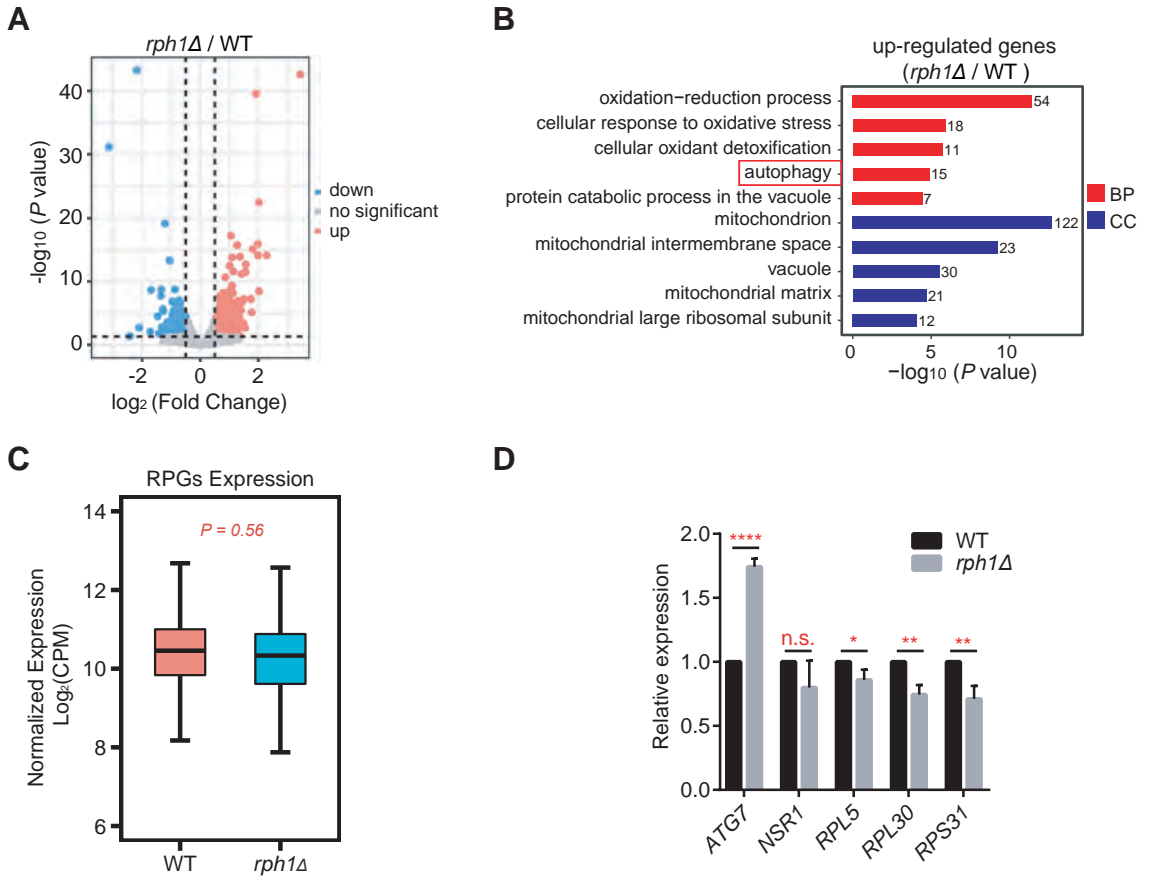 A
rph1Δ / WT
40
30
20
10
0
-log10 (P value)
-2
0
2
log2 (Fold Change)
down
no significant
up
B
up-regulated genes
(rph1Δ / WT )
oxidation−reduction process
54
cellular response to oxidative stress
18
cellular oxidant detoxification
11
autophagy
15
protein catabolic process in the vacuole
7
mitochondrion
122
mitochondrial intermembrane space
23
vacuole
30
mitochondrial matrix
21
mitochondrial large ribosomal subunit
12
BP
CC
0
5
10
−log10 (P value)
C
RPGs Expression
P = 0.56
14
12
10
8
6
Normalized Expression
Log2(CPM)
WT
rph1Δ
D
2.0
1.5
1.0
0.5
0.0
Relative expression
****
n.s.
*
**
**
WT
rph1Δ
ATG7
NSR1
RPL5
RPL30
RPS31